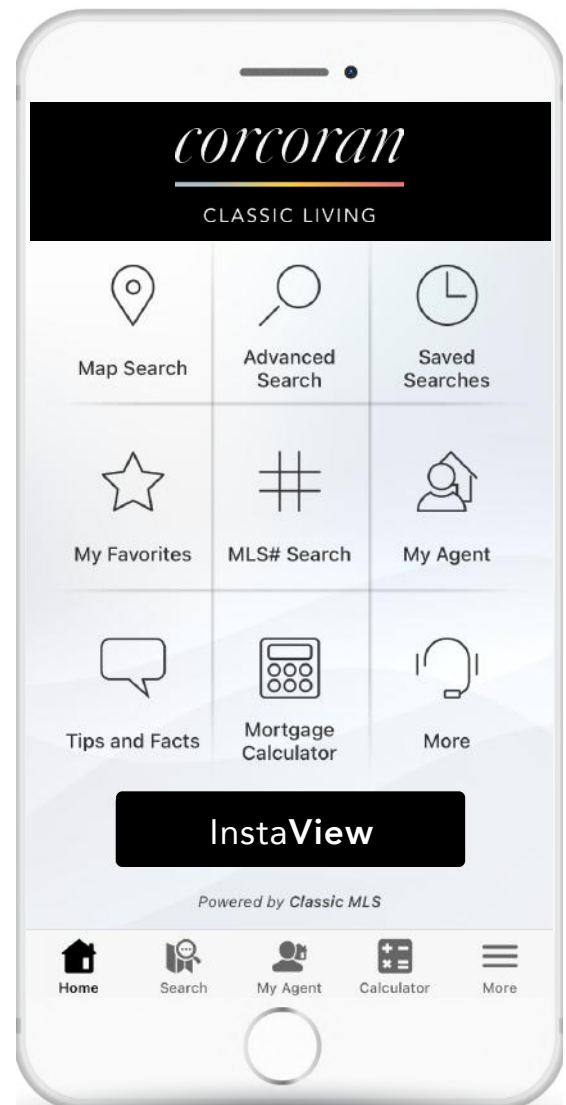 corcoran
CLASSIC LIVING
Map Search
Advanced
Search
Saved
Searches
My Favorites
MLS# Search
My Agent
Tips and Facts
Mortgage
Calculator
More
InstaView
Powered by Classic MLS
Home
Search
My Agent
Calculator
More